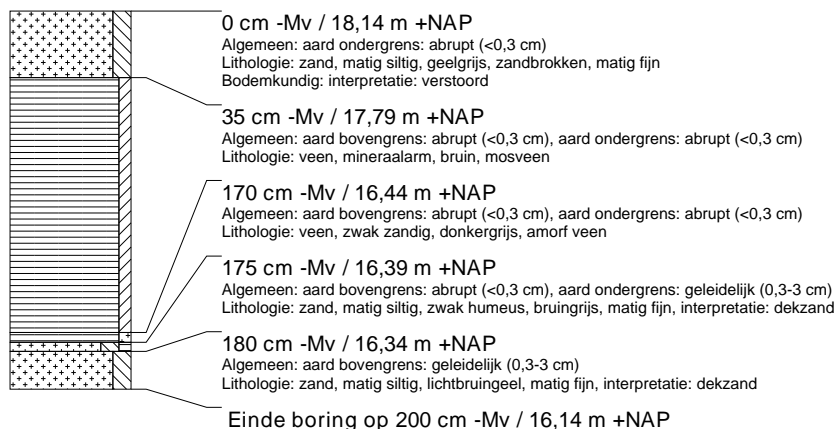 0 cm -Mv / 18,14 m +NAP
Algemeen: aard ondergrens: abrupt (<0,3 cm)
Lithologie: zand, matig siltig, geelgrijs, zandbrokken, matig fijn
Bodemkundig: interpretatie: verstoord
35 cm -Mv / 17,79 m +NAP
Algemeen: aard bovengrens: abrupt (<0,3 cm), aard ondergrens: abrupt (<0,3 cm)
Lithologie: veen, mineraalarm, bruin, mosveen
170 cm -Mv / 16,44 m +NAP
Algemeen: aard bovengrens: abrupt (<0,3 cm), aard ondergrens: abrupt (<0,3 cm)
Lithologie: veen, zwak zandig, donkergrijs, amorf veen
175 cm -Mv / 16,39 m +NAP
Algemeen: aard bovengrens: abrupt (<0,3 cm), aard ondergrens: geleidelijk (0,3-3 cm)
Lithologie: zand, matig siltig, zwak humeus, bruingrijs, matig fijn, interpretatie: dekzand
180 cm -Mv / 16,34 m +NAP
Algemeen: aard bovengrens: geleidelijk (0,3-3 cm)
Lithologie: zand, matig siltig, lichtbruingeel, matig fijn, interpretatie: dekzand
Einde boring op 200 cm -Mv / 16,14 m +NAP